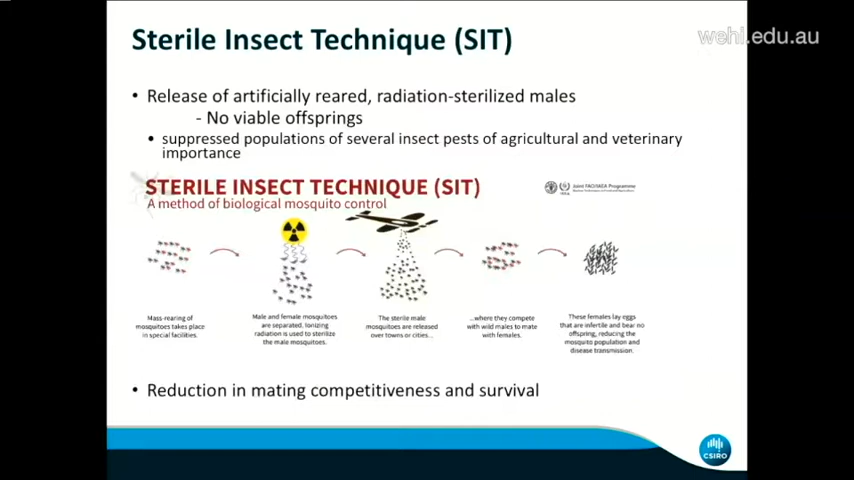 Sterile Insect Technique (SIT)
wehi.edu.au
• Release of artificially reared, radiation-sterilized males
- No viable offsprings
• suppressed populations of several insect pests of agricultural and veterinary
importance
STERILE INSECT TECHNIQUE (SIT)
A method of biological mosquito control
Joint FAO/IAEA Programme
Mass-rearing of
mosquitoes takes place
in special facilities.
Male and female mosquitoes
are separated. Ionizing
radiation is used to sterilize
the male mosquitoes.
The sterile male
mosquitoes are released
over towns or cities...
...where they compete
with wild males to mate
with females.
These females lay eggs
that are infertile and bear no
offspring, reducing the
mosquito population and
disease transmission.
• Reduction in mating competitiveness and survival
CSIRO